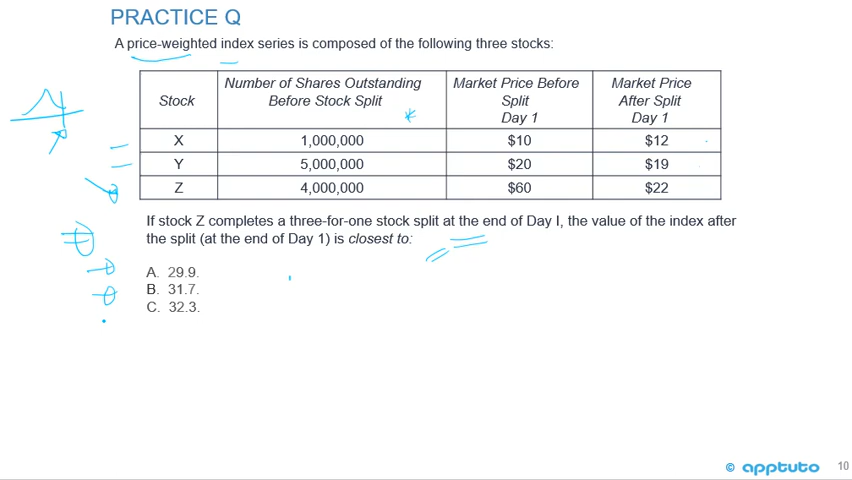 PRACTICE Q
A price-weighted index series is composed of the following three stocks:
Stock
Number of Shares Outstanding
Before Stock Split
Market Price Before
Split
Day 1
Market Price
After Split
Day 1
X 1,000,000 $10 $12
Y 5,000,000 $20 $19
Z 4,000,000 $60 $22
If stock Z completes a three-for-one stock split at the end of Day I, the value of the index after
the split (at the end of Day 1) is closest to:
A. 29.9.
B. 31.7.
C. 32.3.
© apptuto 10